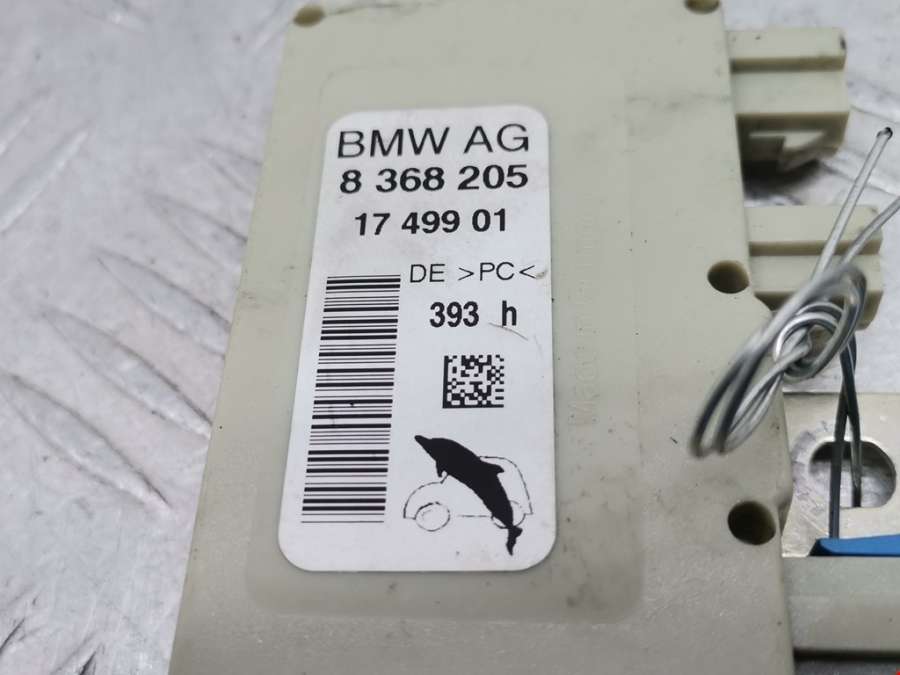 BMW AG
8 368 205
17 499 01
DE >PC<
393 h